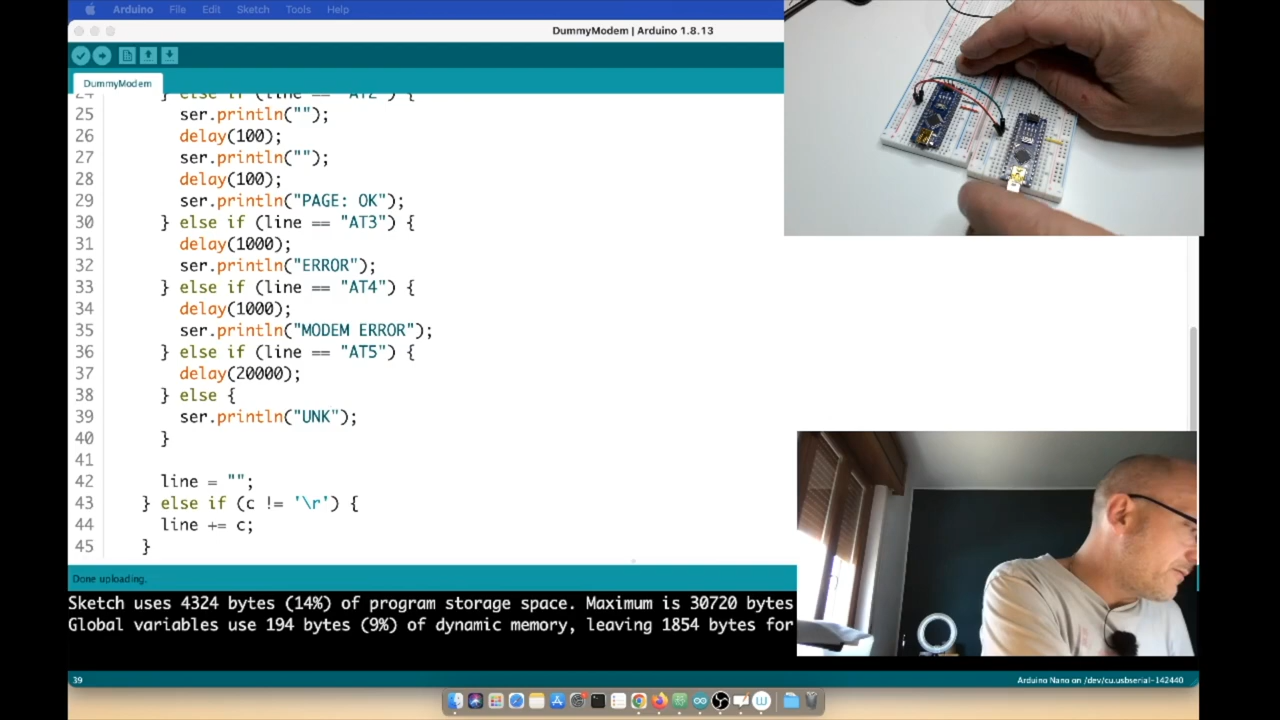 Arduino File Edit Sketch Tools Help
DummyModem | Arduino 1.8.13
DummyModem
24 } else if (line == "AT2") {
25 ser.println("");
26 delay(100);
27 ser.println("");
28 delay(100);
29 ser.println("PAGE: OK");
30 } else if (line == "AT3") {
31 delay(1000);
32 ser.println("ERROR");
33 } else if (line == "AT4") {
34 delay(1000);
35 ser.println("MODEM ERROR");
36 } else if (line == "AT5") {
37 delay(20000);
38 } else {
39 ser.println("UNK");
40 }
41
42 line = "";
43 } else if (c != '\r') {
44 line += c;
45 }
Done uploading.
Sketch uses 4324 bytes (14%) of program storage space. Maximum is 30720 bytes
Global variables use 194 bytes (9%) of dynamic memory, leaving 1854 bytes for
39 Arduino Nano on /dev/cu.usbserial-142440